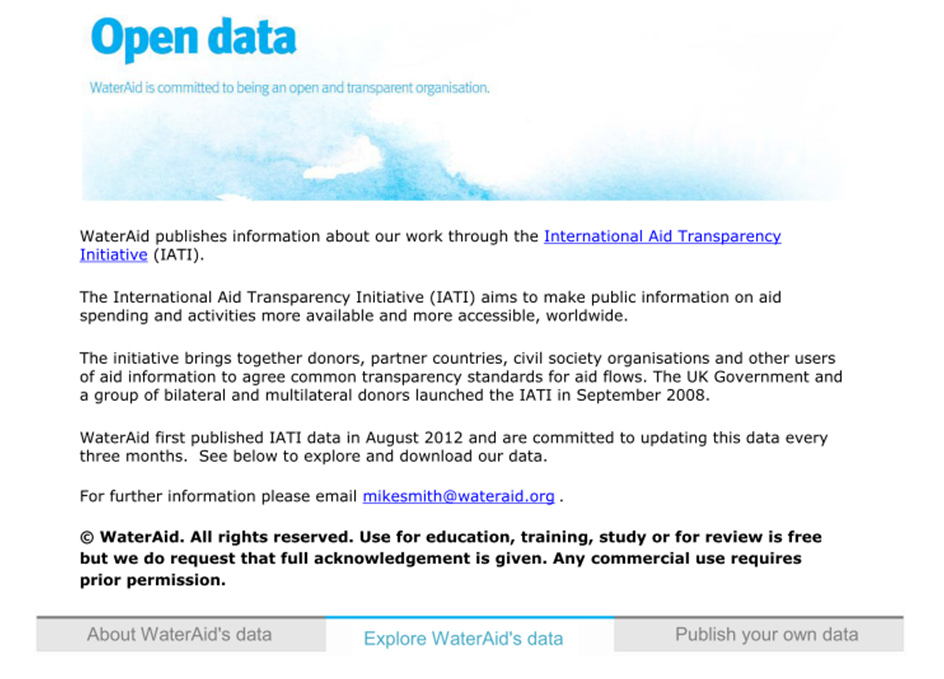 Open data
WaterAid is committed to being an open and transparent organisation.
WaterAid publishes information about our work through the International Aid Transparency
Initiative (IATI).
The International Aid Transparency Initiative (IATI) aims to make public information on aid
spending and activities more available and more accessible, worldwide.
The initiative brings together donors, partner countries, civil society organisations and other users
of aid information to agree common transparency standards for aid flows. The UK Government and
a group of bilateral and multilateral donors launched the IATI in September 2008.
WaterAid first published IATI data in August 2012 and are committed to updating this data every
three months.  See below to explore and download our data.
For further information please email mikesmith@wateraid.org .
© WaterAid. All rights reserved. Use for education, training, study or for review is free
but we do request that full acknowledgement is given. Any commercial use requires
prior permission.
About WaterAid's data
Explore WaterAid's data
Publish your own data